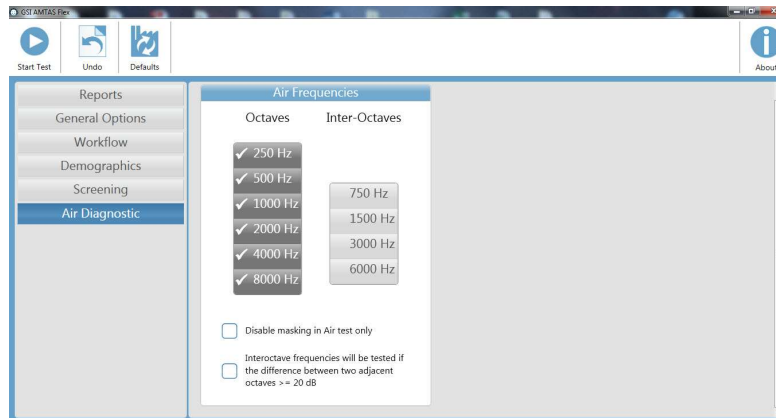 GSI AMTAS Flex
Start Test
Undo
Defaults
About
Reports
General Options
Workflow
Demographics
Screening
Air Diagnostic
Air Frequencies
Octaves Inter-Octaves
250 Hz
500 Hz
1000 Hz
2000 Hz
4000 Hz
8000 Hz
750 Hz
1500 Hz
3000 Hz
6000 Hz
Disable masking in Air test only
Interoctave frequencies will be tested if
the difference between two adjacent
octaves >= 20 dB